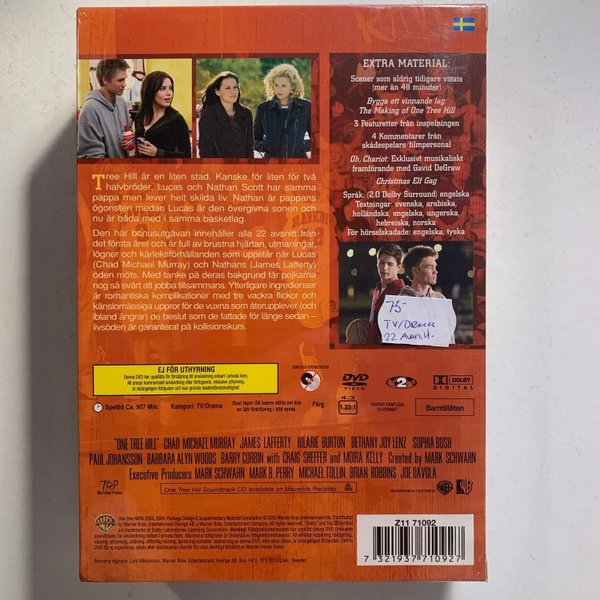 EXTRA MATERIAL:
Scener som aldrig tidigare visats
(mer än 48 minuter)
Bygga ett vinnande lag:
The Making of One Tree Hill
3 Featuretter från inspelningen
4 Kommentarer från
skådespelare/filmpersonal
Oh, Chariot: Exklusivt musikaliskt
framförande med Gavid DeGraw
Christmas Elf Gag
Språk: (2.0 Dolby Surround) engelska
Textningar: svenska, arabiska,
holländska, engelska, ungerska,
hebreiska, norska
För hörselskadade: engelska, tyska
Tree Hill är en liten stad. Kanske för liten för två
halvbröder, Lucas och Nathan Scott har samma
pappa men lever helt skilda liv. Nathan är pappans
ögonsten medan Lucas är den övergivna sonen och
nu är båda med i samma basketlag.
Den här bonusutgåvan innehåller alla 22 avsnitt från
det första året och är full av brustna hjärtan, utmaningar,
lögner och kärleksförhållanden som uppstår när Lucas
(Chad Michael Murray) och Nathans (James Lafferty)
öden möts. Med tanke på deras bakgrund får pojkarna
nog så svårt att jobba tillsammans. Ytterligare ingredienser
är romantiska komplikationer med tre vackra flickor och
känslomässiga uppror för de vuxna som återupplever (och
ibland ångrar) de beslut som de fattade för länge sedan –
livsöden är garanterat på kollisionskurs.
75-
TV/DRAMA
22 Avsn.
EJ FÖR UTHYRNING
DVD
VIDEO
2
DOLBY
DIGITAL
Speltid Ca. 907 Min.
Kategori: TV/Drama
Färg
4:3
1.33:1
Barntillåten
"ONE TREE HILL" CHAD MICHAEL MURRAY JAMES LAFFERTY HILARIE BURTON BETHANY JOY LENZ SOPHIA BUSH
PAUL JOHANSSON BARBARA ALYN WOODS BARRY CORBIN with CRAIG SHEFFER and MOIRA KELLY Created by MARK SCHWAHN
Executive Producers MARK SCHWAHN MARK B. PERRY MICHAEL TOLLIN BRIAN ROBBINS JOE DAVOLA
One Tree Hill Soundtrack CD available on Maverick Records
Z11 71092
7 321937 710927